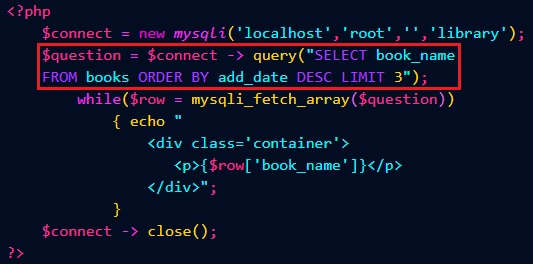 <?php
$connect = new mysqli('localhost','root','','library');
$question = $connect -> query("SELECT book_name
FROM books ORDER BY add_date DESC LIMIT 3");
while($row = mysqli_fetch_array($question))
{ echo "
<div class='container'>
<p>{$row['book_name']}</p>
</div>";
}
$connect -> close();
?>